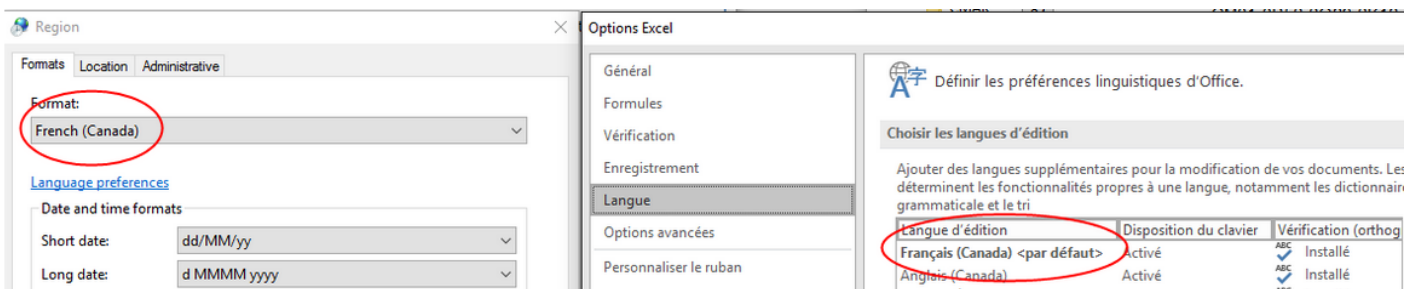 Region
Formats Location Administrative
Format:
French (Canada)
Language preferences
Date and time formats
Short date: dd/MM/yy
Long date: d MMMM yyyy
Options Excel
Général
Formules
Vérification
Enregistrement
Langue
Options avancées
Personnaliser le ruban
Définir les préférences linguistiques d'Office.
Choisir les langues d'édition
Ajouter des langues supplémentaires pour la modification de vos documents. Les
déterminent les fonctionnalités propres à une langue, notamment les dictionnaire
grammaticale et le tri
Langue d'édition Disposition du clavier Vérification (orthog
Français (Canada) <par défaut> Activé ABC Installé
Anglais (Canada) Activé ABC Installé